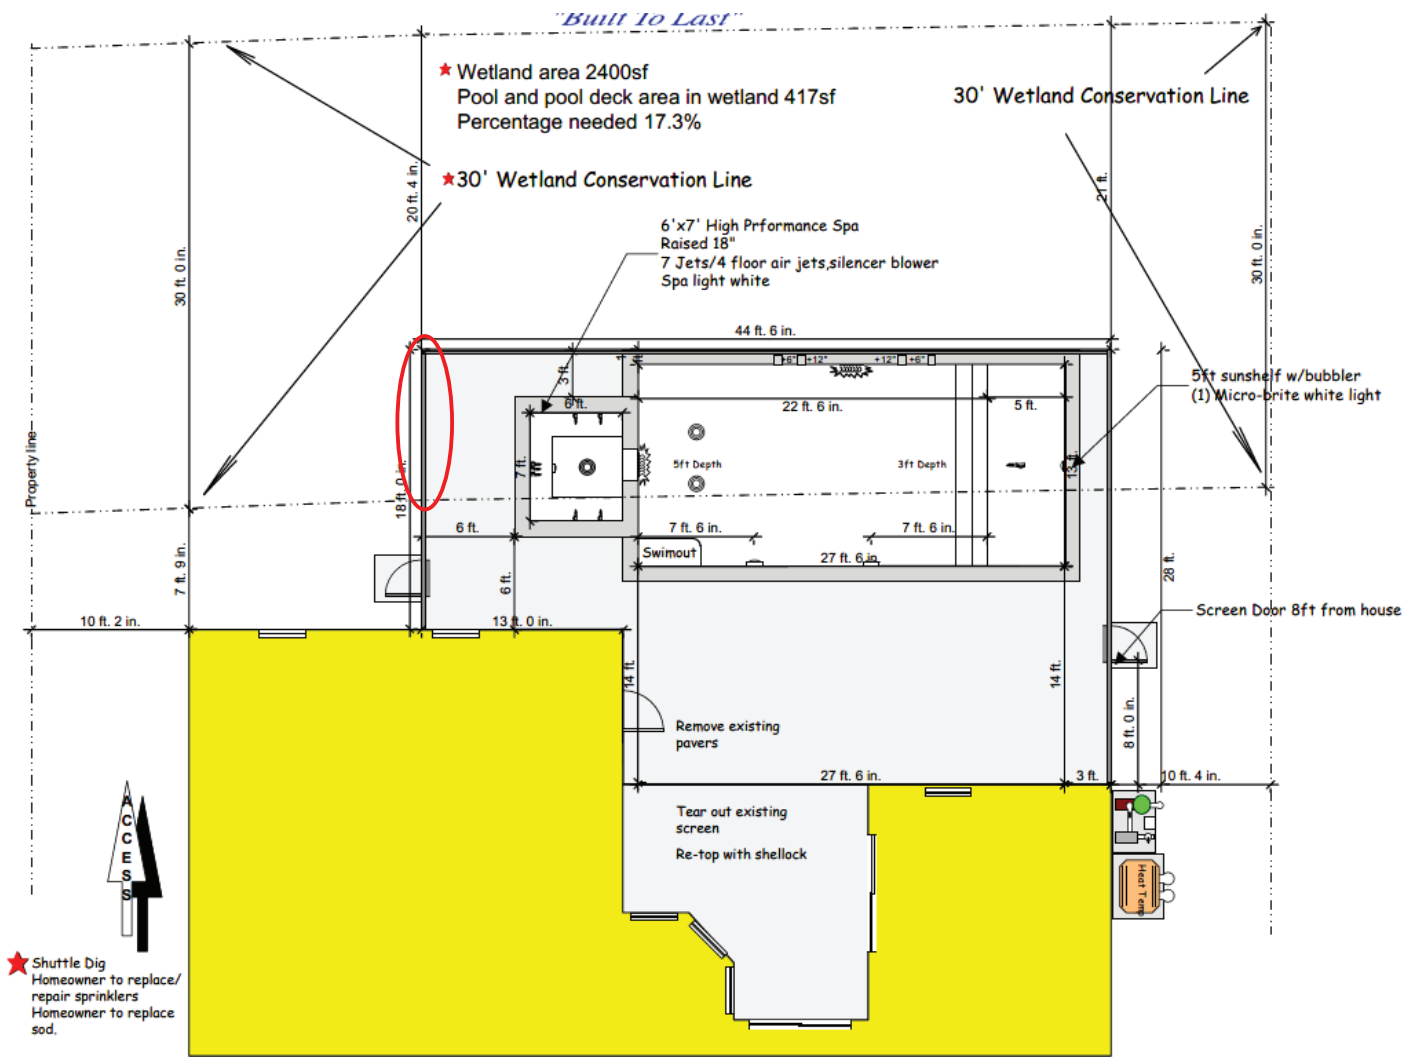 "Built To Last"
Wetland area 2400sf
Pool and pool deck area in wetland 417sf
Percentage needed 17.3%
30' Wetland Conservation Line
30' Wetland Conservation Line
20 ft. 4 in.
21 ft.
30 ft. 0 in.
30 ft. 0 in.
6'x7' High Prformance Spa
Raised 18"
7 Jets/4 floor air jets,silencer blower
Spa light white
44 ft. 6 in.
+6" +12"
+12" +6"
3 ft.
6 ft.
22 ft. 6 in.
5 ft.
5ft sunshelf w/bubbler
(1) Micro-brite white light
Property line
18 ft. 0 in.
7 ft.
5ft Depth
3ft Depth
13 ft.
6 ft.
7 ft. 6 in.
7 ft. 6 in.
Swimout
27 ft. 6 in.
7 ft. 9 in.
6 ft.
28 ft.
10 ft. 2 in.
13 ft. 0 in.
Screen Door 8ft from house
14 ft.
14 ft.
Remove existing
pavers
8 ft. 0 in.
27 ft. 6 in.
3 ft.
10 ft. 4 in.
ACCESS
Tear out existing
screen
Re-top with shellock
Heat Temp
Shuttle Dig
Homeowner to replace/
repair sprinklers
Homeowner to replace
sod.